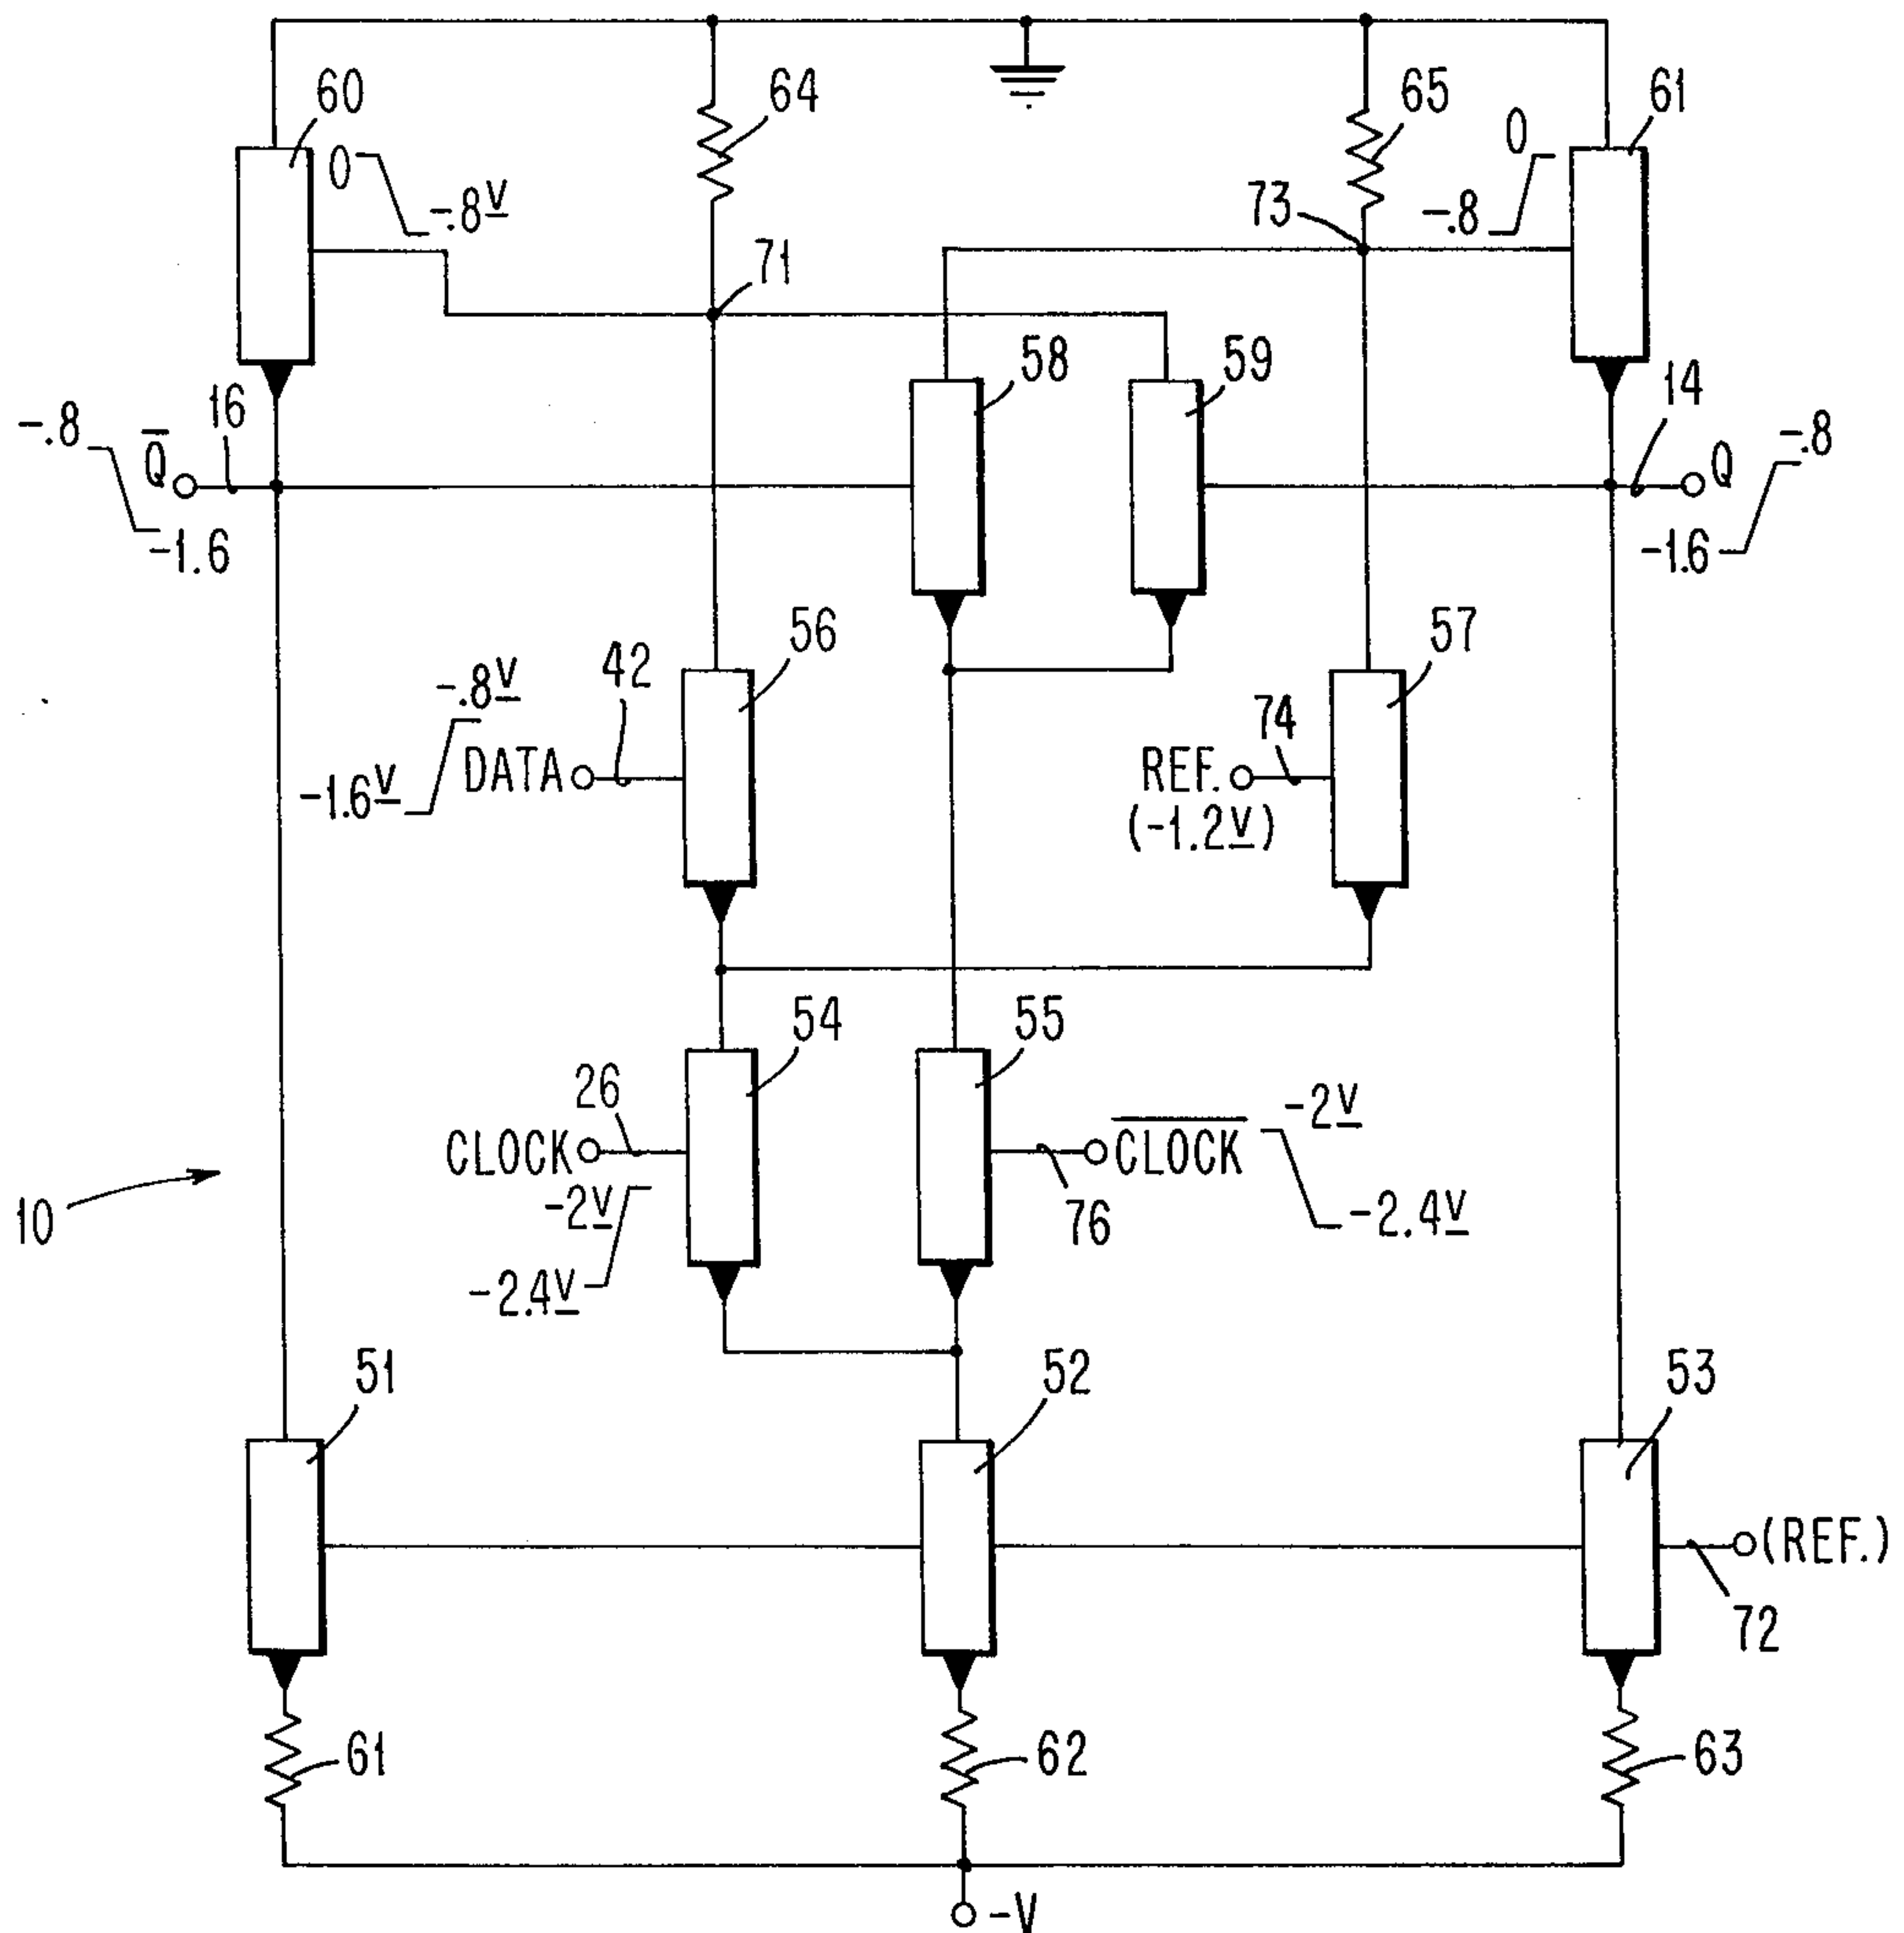 60
64
65
61
0
-.8V
0
-.8
73
71
58
59
16
14
-.8
Q̅
-1.6
-.8
Q
-1.6
56
57
42
-.8V
DATA
-1.6V
74
REF.
(-1.2V)
54
55
26
CLOCK
-2V
-2.4V
C̅L̅O̅C̅K̅
-2V
-2.4V
76
10
51
52
53
(REF.)
72
61
62
63
-V